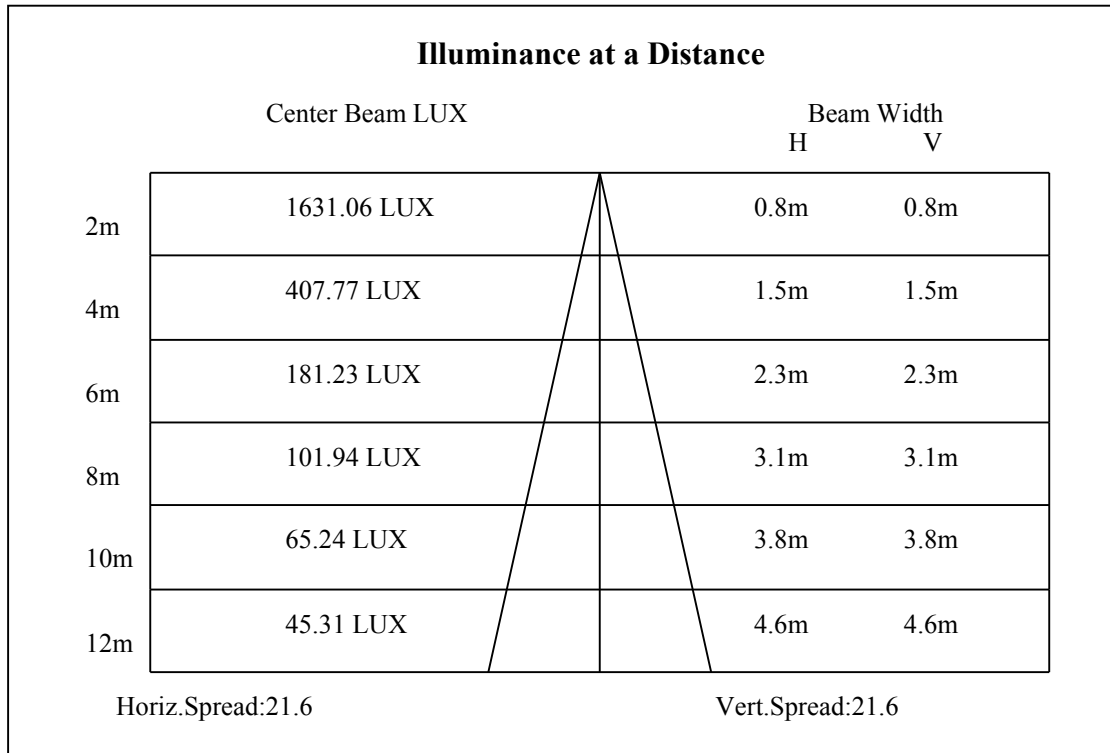 Illuminance at a Distance
Center Beam LUX Beam Width
H V
2m 1631.06 LUX 0.8m 0.8m
4m 407.77 LUX 1.5m 1.5m
6m 181.23 LUX 2.3m 2.3m
8m 101.94 LUX 3.1m 3.1m
10m 65.24 LUX 3.8m 3.8m
12m 45.31 LUX 4.6m 4.6m
Horiz.Spread:21.6 Vert.Spread:21.6